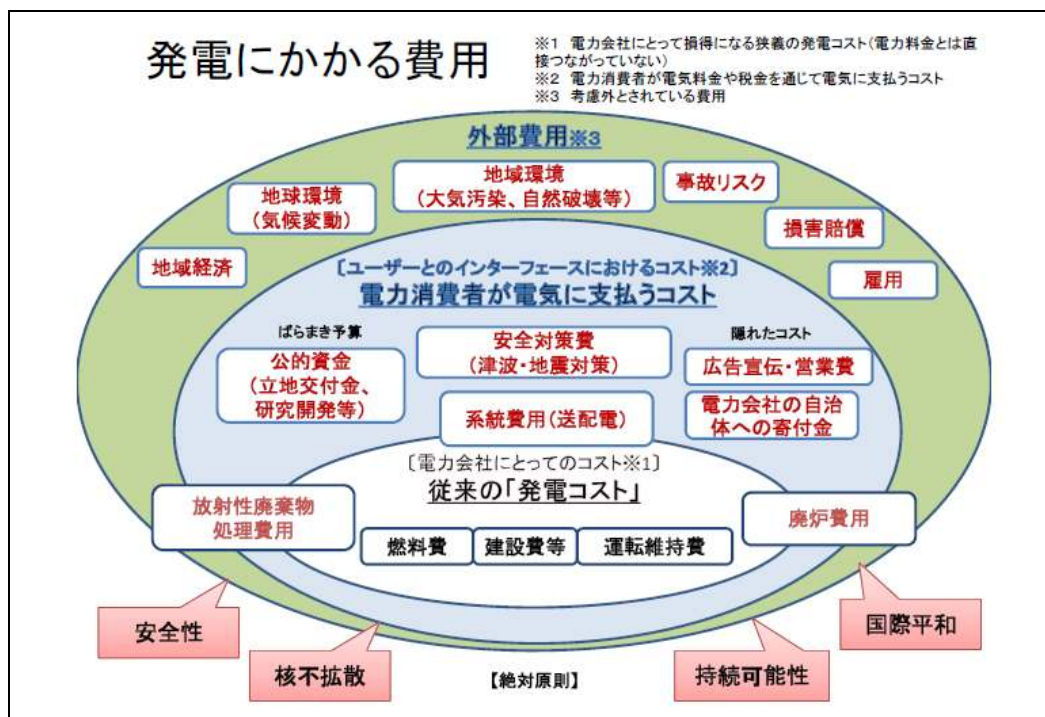 発電にかかる費用
※1 電力会社にとって損得になる狭義の発電コスト(電力料金とは直
接つながっていない)
※2 電力消費者が電気料金や税金を通じて電気に支払うコスト
※3 考慮外とされている費用
外部費用※3
地域環境
(大気汚染、自然破壊等)
事故リスク
地球環境
(気候変動)
損害賠償
地域経済
雇用
〔ユーザーとのインターフェースにおけるコスト※2〕
電力消費者が電気に支払うコスト
ばらまき予算
隠れたコスト
公的資金
(立地交付金、
研究開発等)
安全対策費
(津波・地震対策)
広告宣伝・営業費
系統費用(送配電)
電力会社の自治
体への寄付金
〔電力会社にとってのコスト※1〕
従来の「発電コスト」
放射性廃棄物
処理費用
廃炉費用
燃料費
建設費等
運転維持費
安全性
核不拡散
【絶対原則】
持続可能性
国際平和